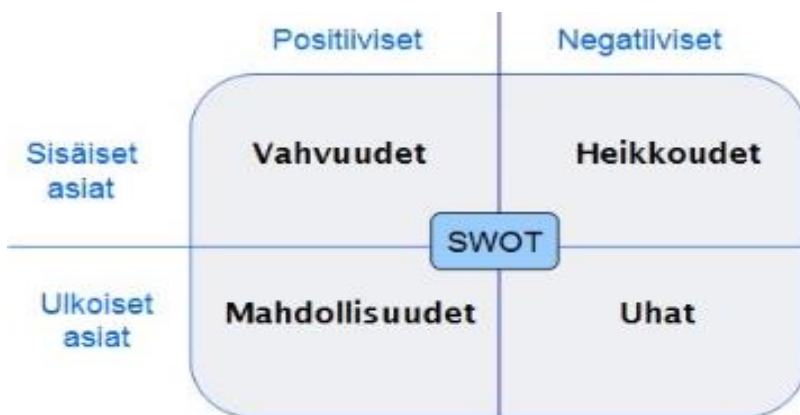 Positiiviset Negatiiviset
Sisäiset
asiat
Vahvuudet Heikkoudet
SWOT
Ulkoiset
asiat
Mahdollisuudet Uhat